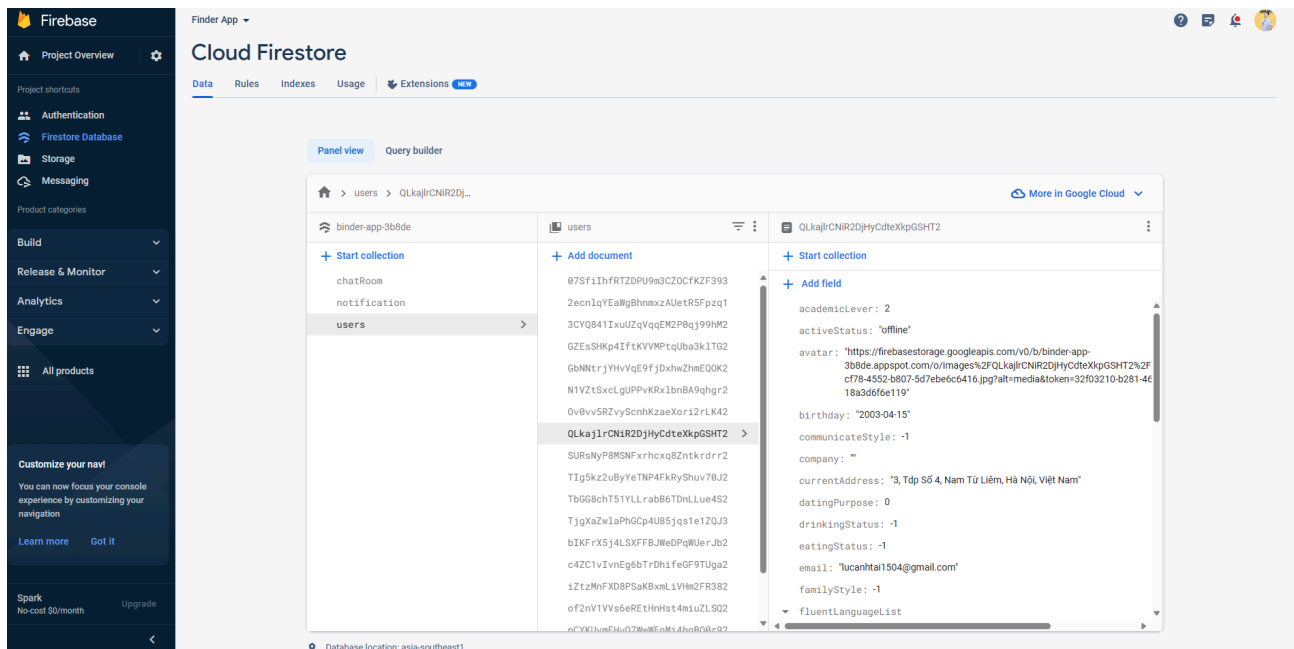 Firebase
Finder App
Project Overview
Cloud Firestore
Data Rules Indexes Usage Extensions NEW
Project shortcuts
Authentication
Firestore Database
Storage
Messaging
Product categories
Build
Release & Monitor
Analytics
Engage
All products
Customize your nav!
You can now focus your console
experience by customizing your
navigation
Learn more Got it
Spark
No-cost $0/month
Upgrade
Panel view Query builder
> users > QLkajlrCNiR2Dj...
More in Google Cloud
binder-app-3b8de
+ Start collection
chatRoom
notification
users
users
+ Add document
07SfiIhfRTZDPU9m3CZOCfKZF393
2ecnlqYEaWgBhnmxzAUetR5Fpzq1
3CYQ841IxuUZqVqqEM2P0qj99hM2
GZEsSHKp4IftKVVMPtqUba3klTG2
GbNNtrjYHvVqE9fjDxhwZhmEQOK2
N1VZtSxcLgUPPvKRxlbnBA9qhgr2
Ov0vv5RZvyScnhKzaeXori2rLK42
QLkajlrCNiR2DjHyCdteXkpGSHT2
SURsNyP8MSNFxrhcxq8Zntkrdrr2
TIg5kz2uByYeTNP4FkRyShuv70J2
TbGG8chT51YLLrabB6TDnLLue4S2
TjgXaZwlaPhGCp4U85jqs1e1ZQJ3
bIKFrX5j4LSXFFBJWeDPqWUerJb2
c4ZC1vIvnEg6bTrDhifeGF9TUga2
iZtzMnFXD8PSaKBxmLiVHm2FR382
of2nV1VVs6eREtHnHst4miuZLSQ2
QLkajlrCNiR2DjHyCdteXkpGSHT2
+ Start collection
+ Add field
academicLever: 2
activeStatus: "offline"
avatar: "https://firebasestorage.googleapis.com/v0/b/binder-app-
3b8de.appspot.com/o/images%2FQLkajlrCNiR2DjHyCdteXkpGSHT2%2F
cf78-4552-b807-5d7ebe6c6416.jpg?alt=media&token=32f03210-b281-46
18a3d6f6e119"
birthday: "2003-04-15"
communicateStyle: -1
company: ""
currentAddress: "3, Tdp Số 4, Nam Từ Liêm, Hà Nội, Việt Nam"
datingPurpose: 0
drinkingStatus: -1
eatingStatus: -1
email: "lucanhtai1504@gmail.com"
familyStyle: -1
fluentLanguageList
Database location: asia-southeast1